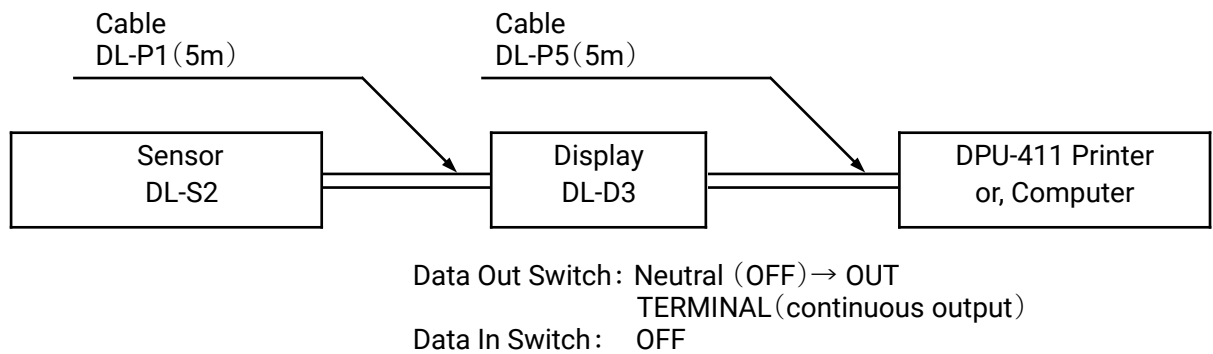 Cable
DL-P1（5m）
Cable
DL-P5（5m）
Sensor
DL-S2
Display
DL-D3
DPU-411 Printer
or, Computer
Data Out Switch： Neutral （OFF）→ OUT
TERMINAL（continuous output）
Data In Switch： OFF